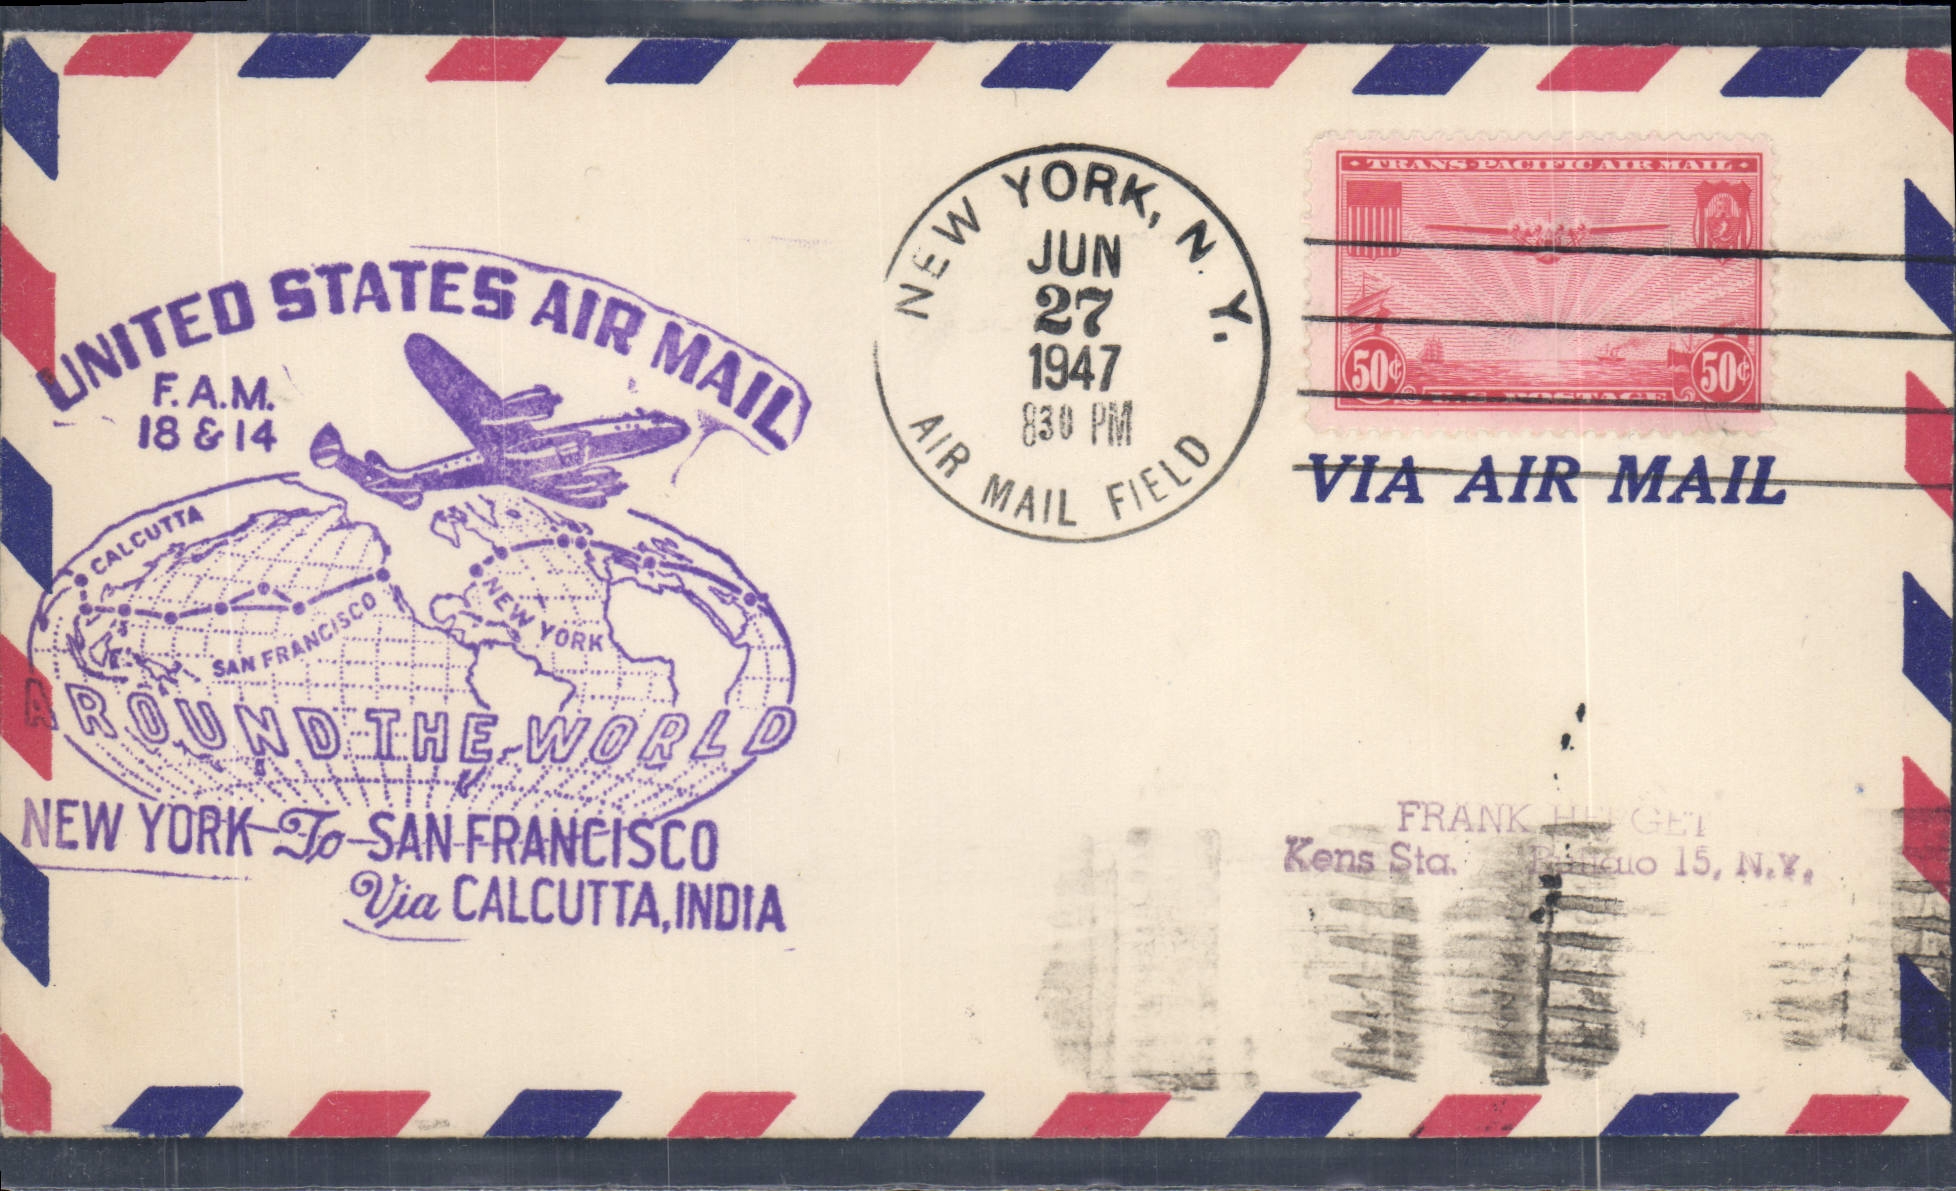 UNITED STATES AIR MAIL
F.A.M.
18 & 14
CALCUTTA
SAN FRANCISCO
NEW YORK
AROUND THE WORLD
NEW YORK To SAN FRANCISCO
Via CALCUTTA, INDIA
NEW YORK, N.Y.
JUN
27
1947
830 PM
AIR MAIL FIELD
TRANS-PACIFIC AIR MAIL
50¢ 50¢
U.S. POSTAGE
VIA AIR MAIL
FRANK
Kens Sta. 15, N.Y.